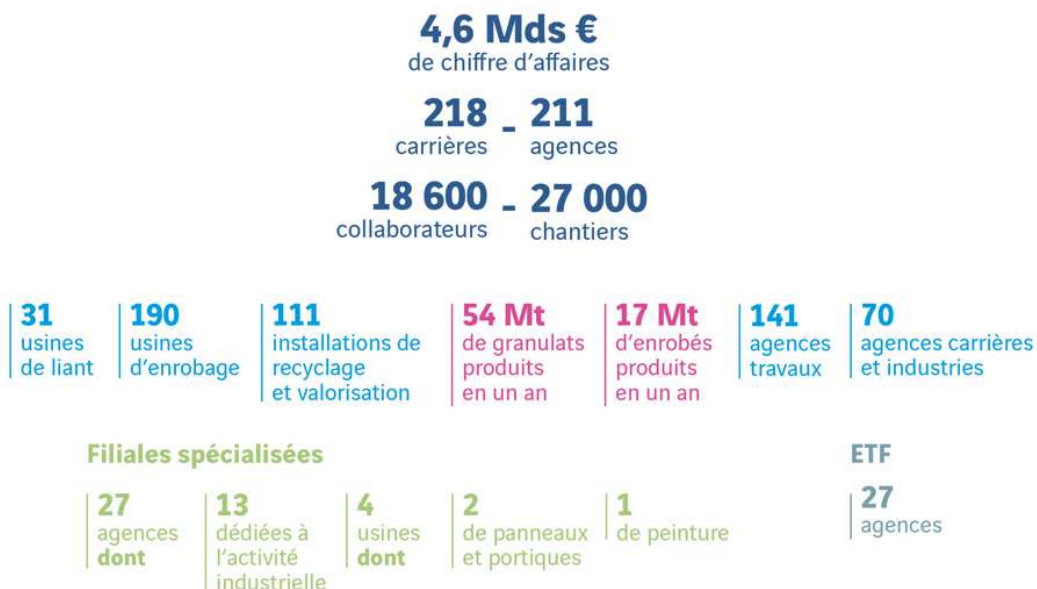 4,6 Mds €
de chiffre d'affaires
218 - 211
carrières agences
18 600 - 27 000
collaborateurs chantiers
31
usines
de liant
190
usines
d'enrobage
111
installations de
recyclage
et valorisation
54 Mt
de granulats
produits
en un an
17 Mt
d'enrobés
produits
en un an
141
agences
travaux
70
agences carrières
et industries
Filiales spécialisées
27
agences
dont
13
dédiées à
l'activité
industrielle
4
usines
dont
2
de panneaux
et portiques
1
de peinture
ETF
27
agences